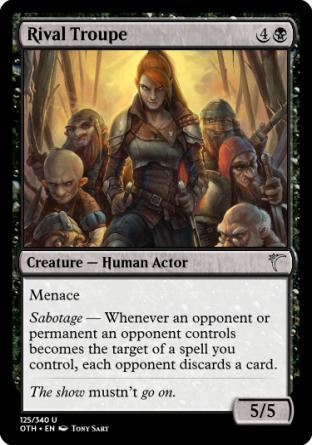 Rival Troupe 4
Creature — Human Actor
Menace
Sabotage — Whenever an opponent or
permanent an opponent controls
becomes the target of a spell you
control, each opponent discards a card.
The show mustn't go on.
125/340 U
OTH • EN Tony Sart
5/5